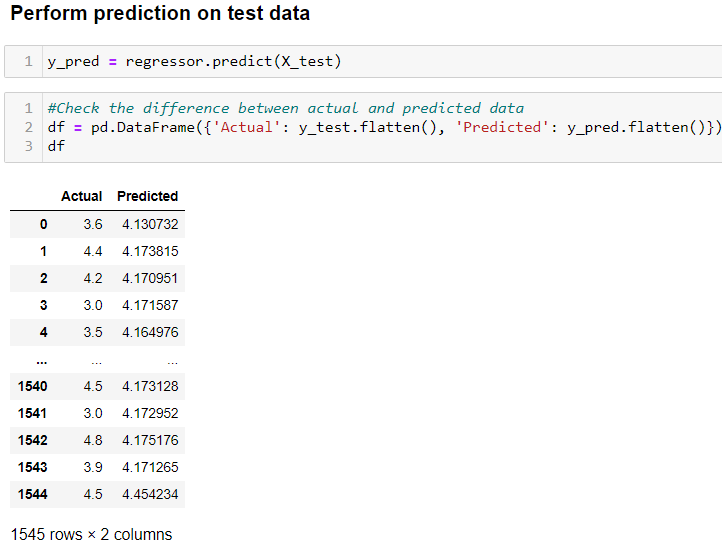 Perform prediction on test data
1 y_pred = regressor.predict(X_test)
1 #Check the difference between actual and predicted data
2 df = pd.DataFrame({'Actual': y_test.flatten(), 'Predicted': y_pred.flatten()})
3 df
Actual Predicted
0 3.6 4.130732
1 4.4 4.173815
2 4.2 4.170951
3 3.0 4.171587
4 3.5 4.164976
... ... ...
1540 4.5 4.173128
1541 3.0 4.172952
1542 4.8 4.175176
1543 3.9 4.171265
1544 4.5 4.454234
1545 rows × 2 columns